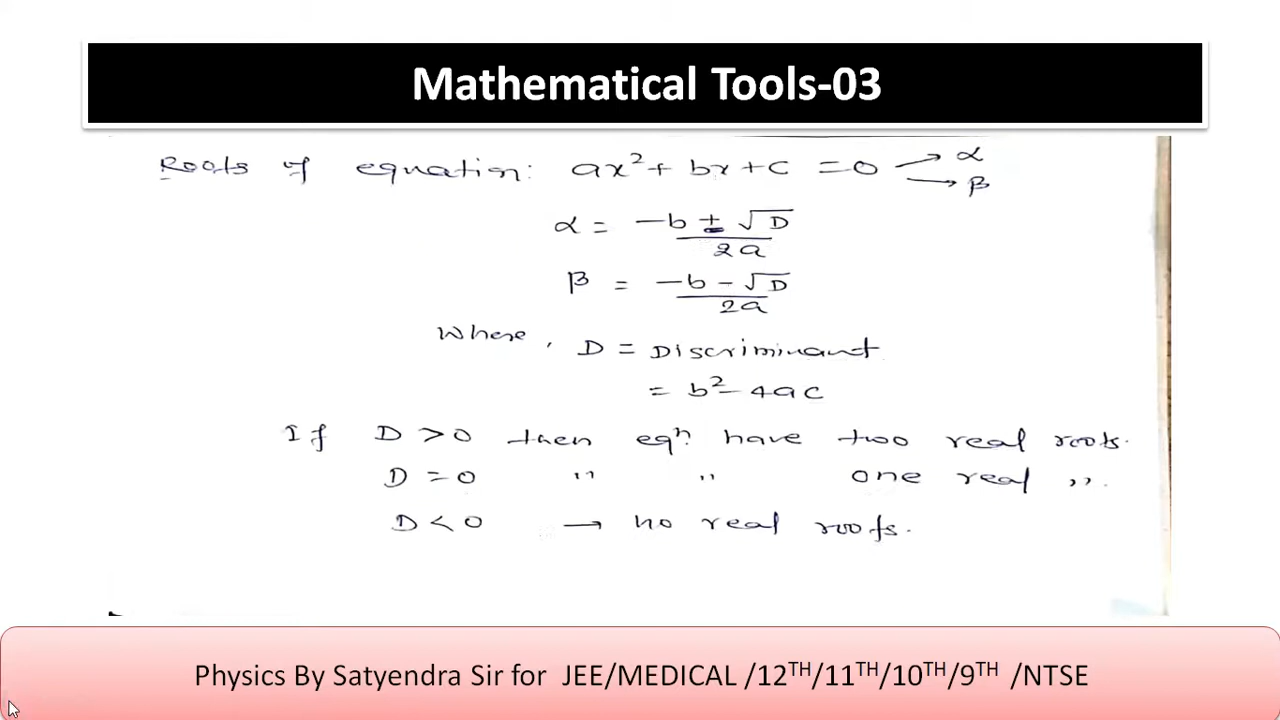 Mathematical Tools-03
Roots of equation: ax²+ bx + c = 0 → α
→ β
α = -b ± √D / 2a
β = -b - √D / 2a
Where, D = Discriminant
= b² - 4ac
If D > 0 then eqⁿ. have two real roots.
D = 0 " " one real ".
D < 0 → no real roots.
Physics By Satyendra Sir for JEE/MEDICAL /12TH/11TH/10TH/9TH /NTSE